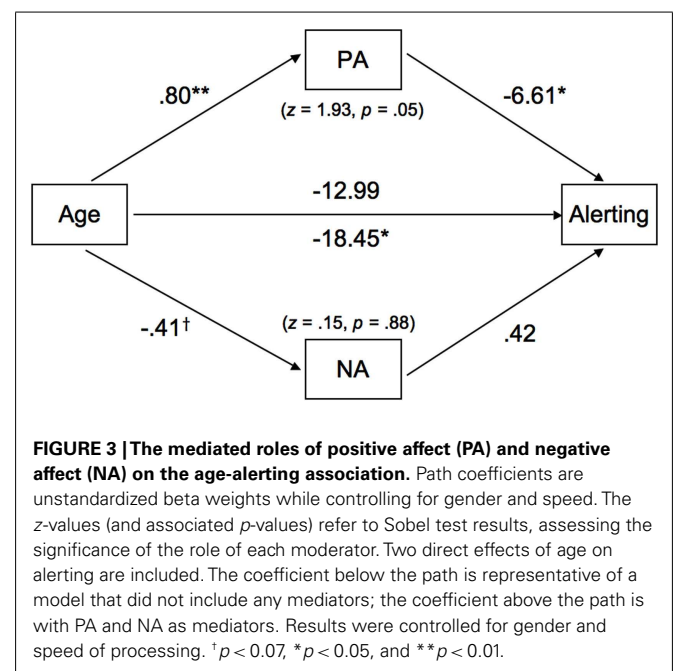 PA
.80**
-6.61*
(z = 1.93, p = .05)
-12.99
Age
Alerting
-18.45*
(z = .15, p = .88)
-.41†
.42
NA
FIGURE 3 | The mediated roles of positive affect (PA) and negative
affect (NA) on the age-alerting association. Path coefficients are
unstandardized beta weights while controlling for gender and speed. The
z-values (and associated p-values) refer to Sobel test results, assessing the
significance of the role of each moderator. Two direct effects of age on
alerting are included. The coefficient below the path is representative of a
model that did not include any mediators; the coefficient above the path is
with PA and NA as mediators. Results were controlled for gender and
speed of processing. †p < 0.07, *p < 0.05, and **p < 0.01.